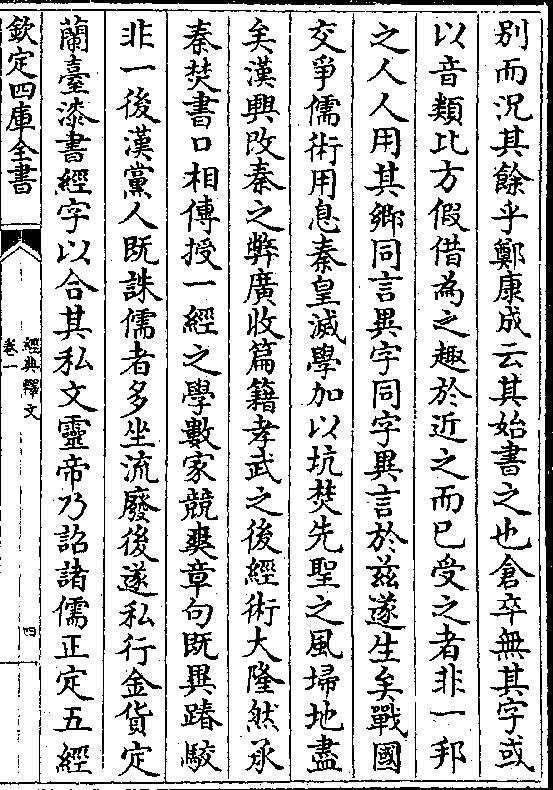 別而況其餘乎鄭康成云其始書之也倉卒無其字或
以音類比方假借為之趣於近之而已受之者非一邦
之人人用其鄉同言異字同字異言於兹遂生矣戰國
交爭儒術用息秦皇滅學加以坑焚先聖之風埽地盡
矣漢興改秦之弊廣收篇籍孝武之後經術大隆然承
秦焚書口相傳授一經之學數家競爽章句既異踳駮
非一後漢黨人既誅儒者多坐流廢後遂私行金貨定
蘭臺漆書經字以合其私文靈帝乃詔諸儒正定五經
欽定四庫全書
經典釋文
卷一
四